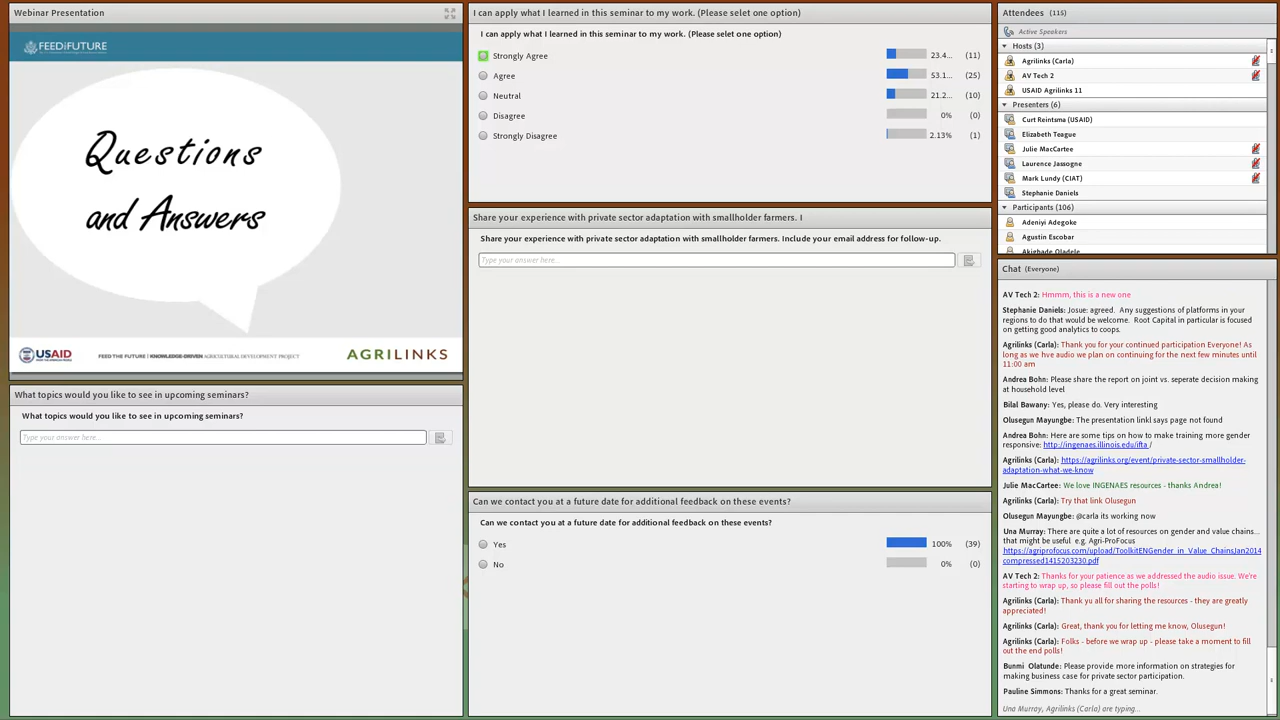 Webinar Presentation
FEEDtheFUTURE
Questions
and Answers
USAID
FEED THE FUTURE | KNOWLEDGE-DRIVEN AGRICULTURAL DEVELOPMENT PROJECT
AGRILINKS
What topics would you like to see in upcoming seminars?
What topics would you like to see in upcoming seminars?
Type your answer here...
I can apply what I learned in this seminar to my work. (Please selet one option)
I can apply what I learned in this seminar to my work. (Please selet one option)
Strongly Agree 23.4... (11)
Agree 53.1... (25)
Neutral 21.2... (10)
Disagree 0% (0)
Strongly Disagree 2.13% (1)
Share your experience with private sector adaptation with smallholder farmers. I
Share your experience with private sector adaptation with smallholder farmers. Include your email address for follow-up.
Type your answer here...
Can we contact you at a future date for additional feedback on these events?
Can we contact you at a future date for additional feedback on these events?
Yes 100% (39)
No 0% (0)
Attendees (115)
Active Speakers
Hosts (3)
Agrilinks (Carla)
AV Tech 2
USAID Agrilinks 11
Presenters (6)
Curt Reintsma (USAID)
Elizabeth Teague
Julie MacCartee
Laurence Jassogne
Mark Lundy (CIAT)
Stephanie Daniels
Participants (106)
Adeniyi Adegoke
Agustin Escobar
Akigbade Oladele
Chat (Everyone)
AV Tech 2: Hmmm, this is a new one
Stephanie Daniels: Josue: agreed. Any suggestions of platforms in your
regions to do that would be welcome. Root Capital in particular is focused
on getting good analytics to coops.
Agrilinks (Carla): Thank you for your continued participation Everyone! As
long as we hve audio we plan on continuing for the next few minutes until
11:00 am
Andrea Bohn: Please share the report on joint vs. seperate decision making
at household level
Bilal Bawany: Yes, please do. Very interesting
Olusegun Mayungbe: The presentation linkl says page not found
Andrea Bohn: Here are some tips on how to make training more gender
responsive: http://ingenaes.illinois.edu/ifta /
Agrilinks (Carla): https://agrilinks.org/event/private-sector-smallholder-
adaptation-what-we-know
Julie MacCartee: We love INGENAES resources - thanks Andrea!
Agrilinks (Carla): Try that link Olusegun
Olusegun Mayungbe: @carla its working now
Una Murray: There are quite a lot of resources on gender and value chains...
that might be useful e.g. Agri-ProFocus
https://agriprofocus.com/upload/ToolkitENGender_in_Value_ChainsJan2014
compressed1415203230.pdf
AV Tech 2: Thanks for your patience as we addressed the audio issue. We're
starting to wrap up, so please fill out the polls!
Agrilinks (Carla): Thank yu all for sharing the resources - they are greatly
appreciated!
Agrilinks (Carla): Great, thank you for letting me know, Olusegun!
Agrilinks (Carla): Folks - before we wrap up - please take a moment to fill
out the end polls!
Bunmi Olatunde: Please provide more information on strategies for
making business case for private sector participation.
Pauline Simmons: Thanks for a great seminar.
Una Murray, Agrilinks (Carla) are typing...